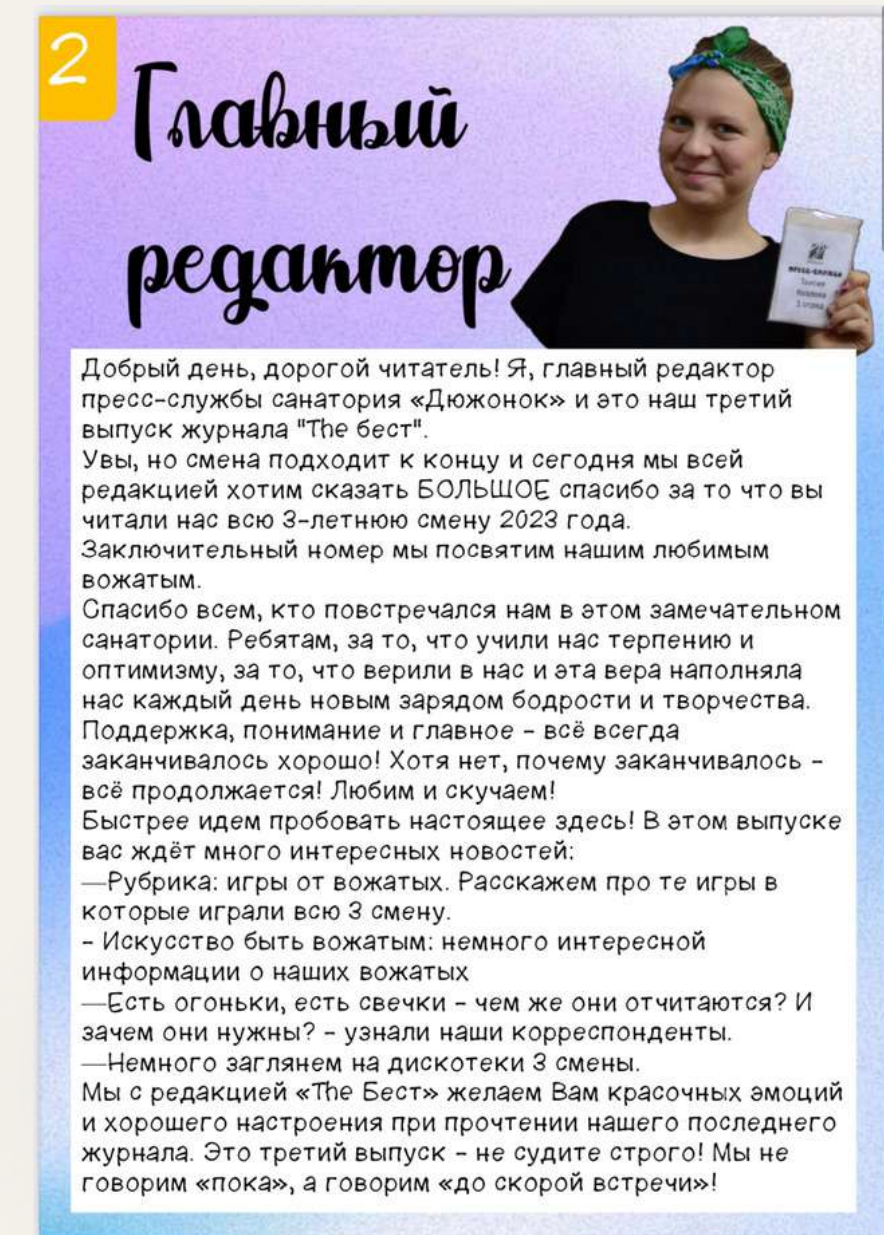 2
Главный
редактор
ПРЕСС-СЛУЖБА
Добрый день, дорогой читатель! Я, главный редактор
пресс-службы санатория «Дюжонок» и это наш третий
выпуск журнала "The бест".
Увы, но смена подходит к концу и сегодня мы всей
редакцией хотим сказать БОЛЬШОЕ спасибо за то что вы
читали нас всю 3-летнюю смену 2023 года.
Заключительный номер мы посвятим нашим любимым
вожатым.
Спасибо всем, кто повстречался нам в этом замечательном
санатории. Ребятам, за то, что учили нас терпению и
оптимизму, за то, что верили в нас и эта вера наполняла
нас каждый день новым зарядом бодрости и творчества.
Поддержка, понимание и главное – всё всегда
заканчивалось хорошо! Хотя нет, почему заканчивалось –
всё продолжается! Любим и скучаем!
Быстрее идем пробовать настоящее здесь! В этом выпуске
вас ждёт много интересных новостей:
—Рубрика: игры от вожатых. Расскажем про те игры в
которые играли всю 3 смену.
– Искусство быть вожатым: немного интересной
информации о наших вожатых
—Есть огоньки, есть свечки – чем же они отчитаются? И
зачем они нужны? – узнали наши корреспонденты.
—Немного заглянем на дискотеки 3 смены.
Мы с редакцией «The Бест» желаем Вам красочных эмоций
и хорошего настроения при прочтении нашего последнего
журнала. Это третий выпуск – не судите строго! Мы не
говорим «пока», а говорим «до скорой встречи»!